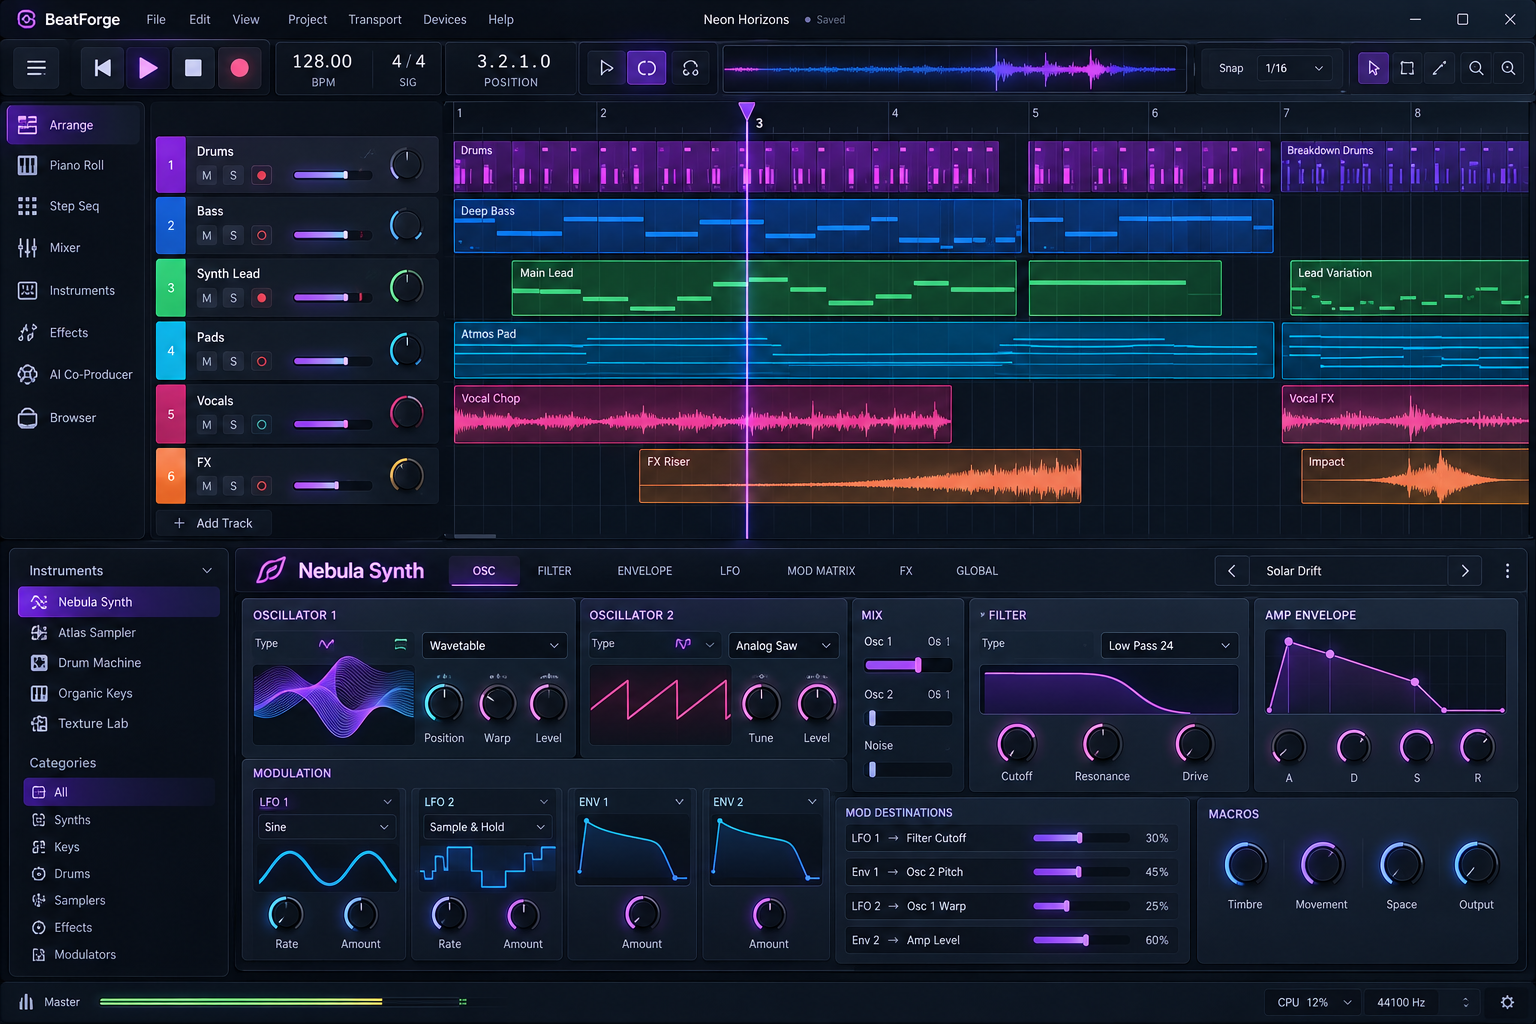 BeatForge File Edit View Project Transport Devices Help Neon Horizons Saved
128.00 4 / 4 3.2.1.0
BPM SIG POSITION
Snap 1/16
1 2 3 4 5 6 7 8
Arrange
Piano Roll
Step Seq
Mixer
Instruments
Effects
AI Co-Producer
Browser
1 Drums
M S
2 Bass
M S
3 Synth Lead
M S
4 Pads
M S
5 Vocals
M S
6 FX
M S
+ Add Track
Drums Breakdown Drums
Deep Bass
Main Lead Lead Variation
Atmos Pad
Vocal Chop Vocal FX
FX Riser Impact
Instruments
Nebula Synth
Atlas Sampler
Drum Machine
Organic Keys
Texture Lab
Categories
All
Synths
Keys
Drums
Samplers
Effects
Modulators
Nebula Synth OSC FILTER ENVELOPE LFO MOD MATRIX FX GLOBAL Solar Drift
OSCILLATOR 1
Type Wavetable
Position Warp Level
OSCILLATOR 2
Type Analog Saw
Tune Level
MIX
Osc 1
Osc 2
Noise
FILTER
Type Low Pass 24
Cutoff Resonance Drive
AMP ENVELOPE
A D S R
MODULATION
LFO 1
Sine
Rate Amount
LFO 2
Sample & Hold
Rate Amount
ENV 1
Amount
ENV 2
Amount
MOD DESTINATIONS
LFO 1 → Filter Cutoff 30%
Env 1 → Osc 2 Pitch 45%
LFO 2 → Osc 1 Warp 25%
Env 2 → Amp Level 60%
MACROS
Timbre Movement Space Output
Master CPU 12% 44100 Hz